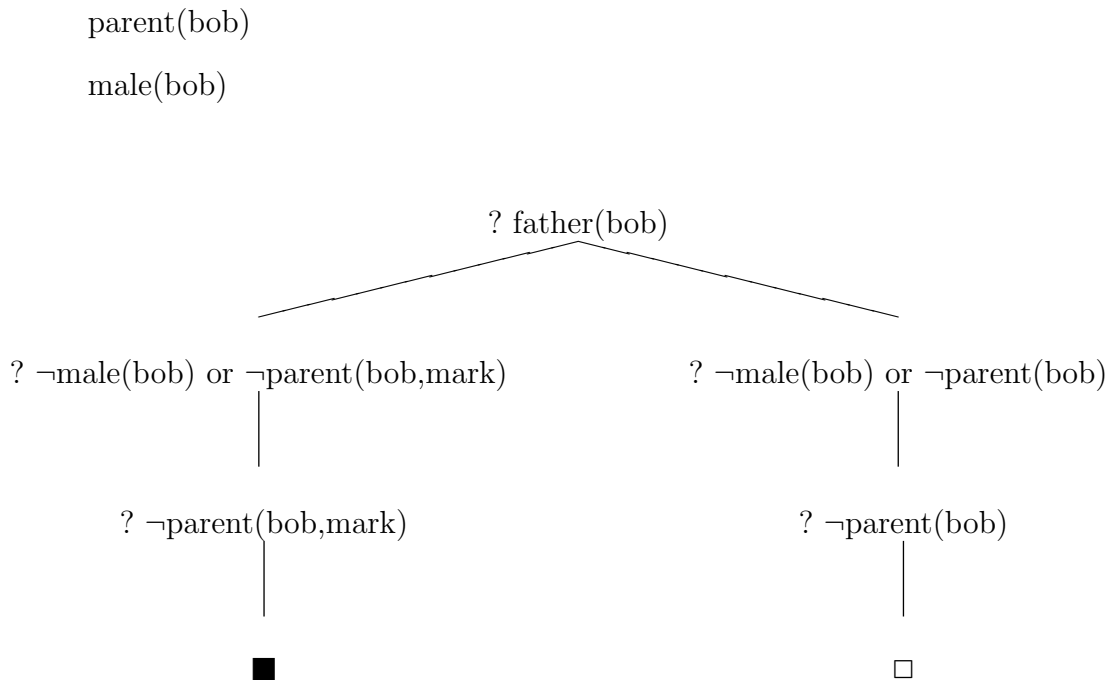 parent(bob)
male(bob)
? father(bob)
? ¬male(bob) or ¬parent(bob,mark)
? ¬male(bob) or ¬parent(bob)
? ¬parent(bob,mark)
? ¬parent(bob)